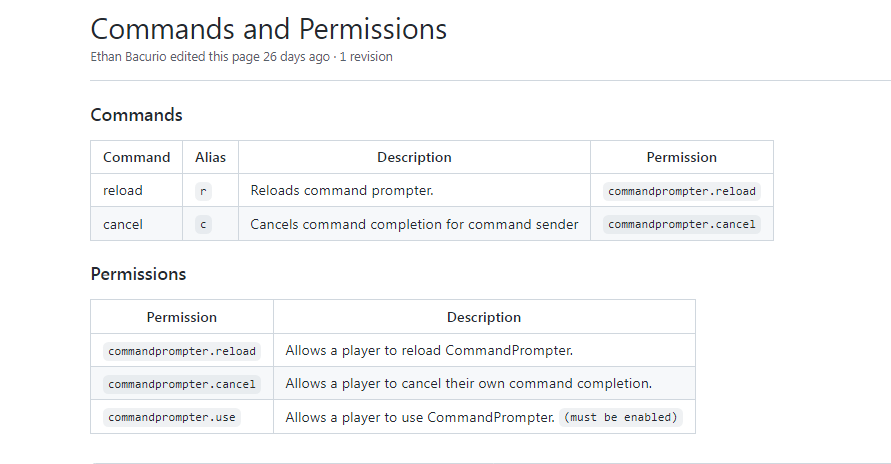 Commands and Permissions
Ethan Bacurio edited this page 26 days ago · 1 revision
Commands
Command Alias Description Permission
reload r Reloads command prompter. commandprompter.reload
cancel c Cancels command completion for command sender commandprompter.cancel
Permissions
Permission Description
commandprompter.reload Allows a player to reload CommandPrompter.
commandprompter.cancel Allows a player to cancel their own command completion.
commandprompter.use Allows a player to use CommandPrompter. (must be enabled)